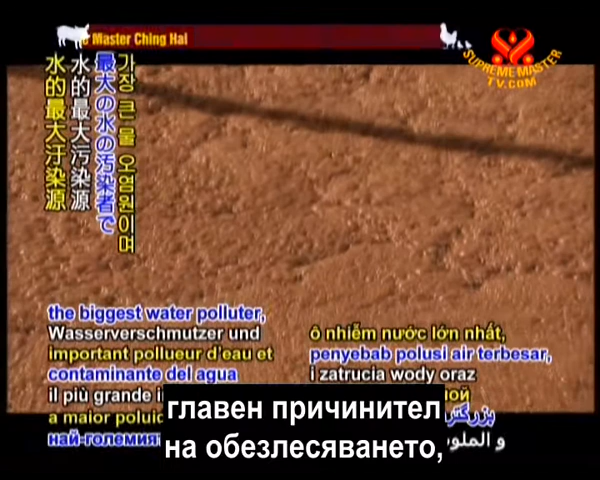 Master Ching Hai
SUPREME MASTER
TV.COM
가장 큰 물 오염원이며
最大の水の汚染者で
水的最大污染源
水的最大汙染源
the biggest water polluter,
Wasserverschmutzer und
important pollueur d'eau et
contaminante del agua
il più grande
a maior
най-големия
ô nhiễm nước lớn nhất,
penyebab polusi air terbesar,
i zatrucia wody oraz
главен причинител
на обезлесяването,